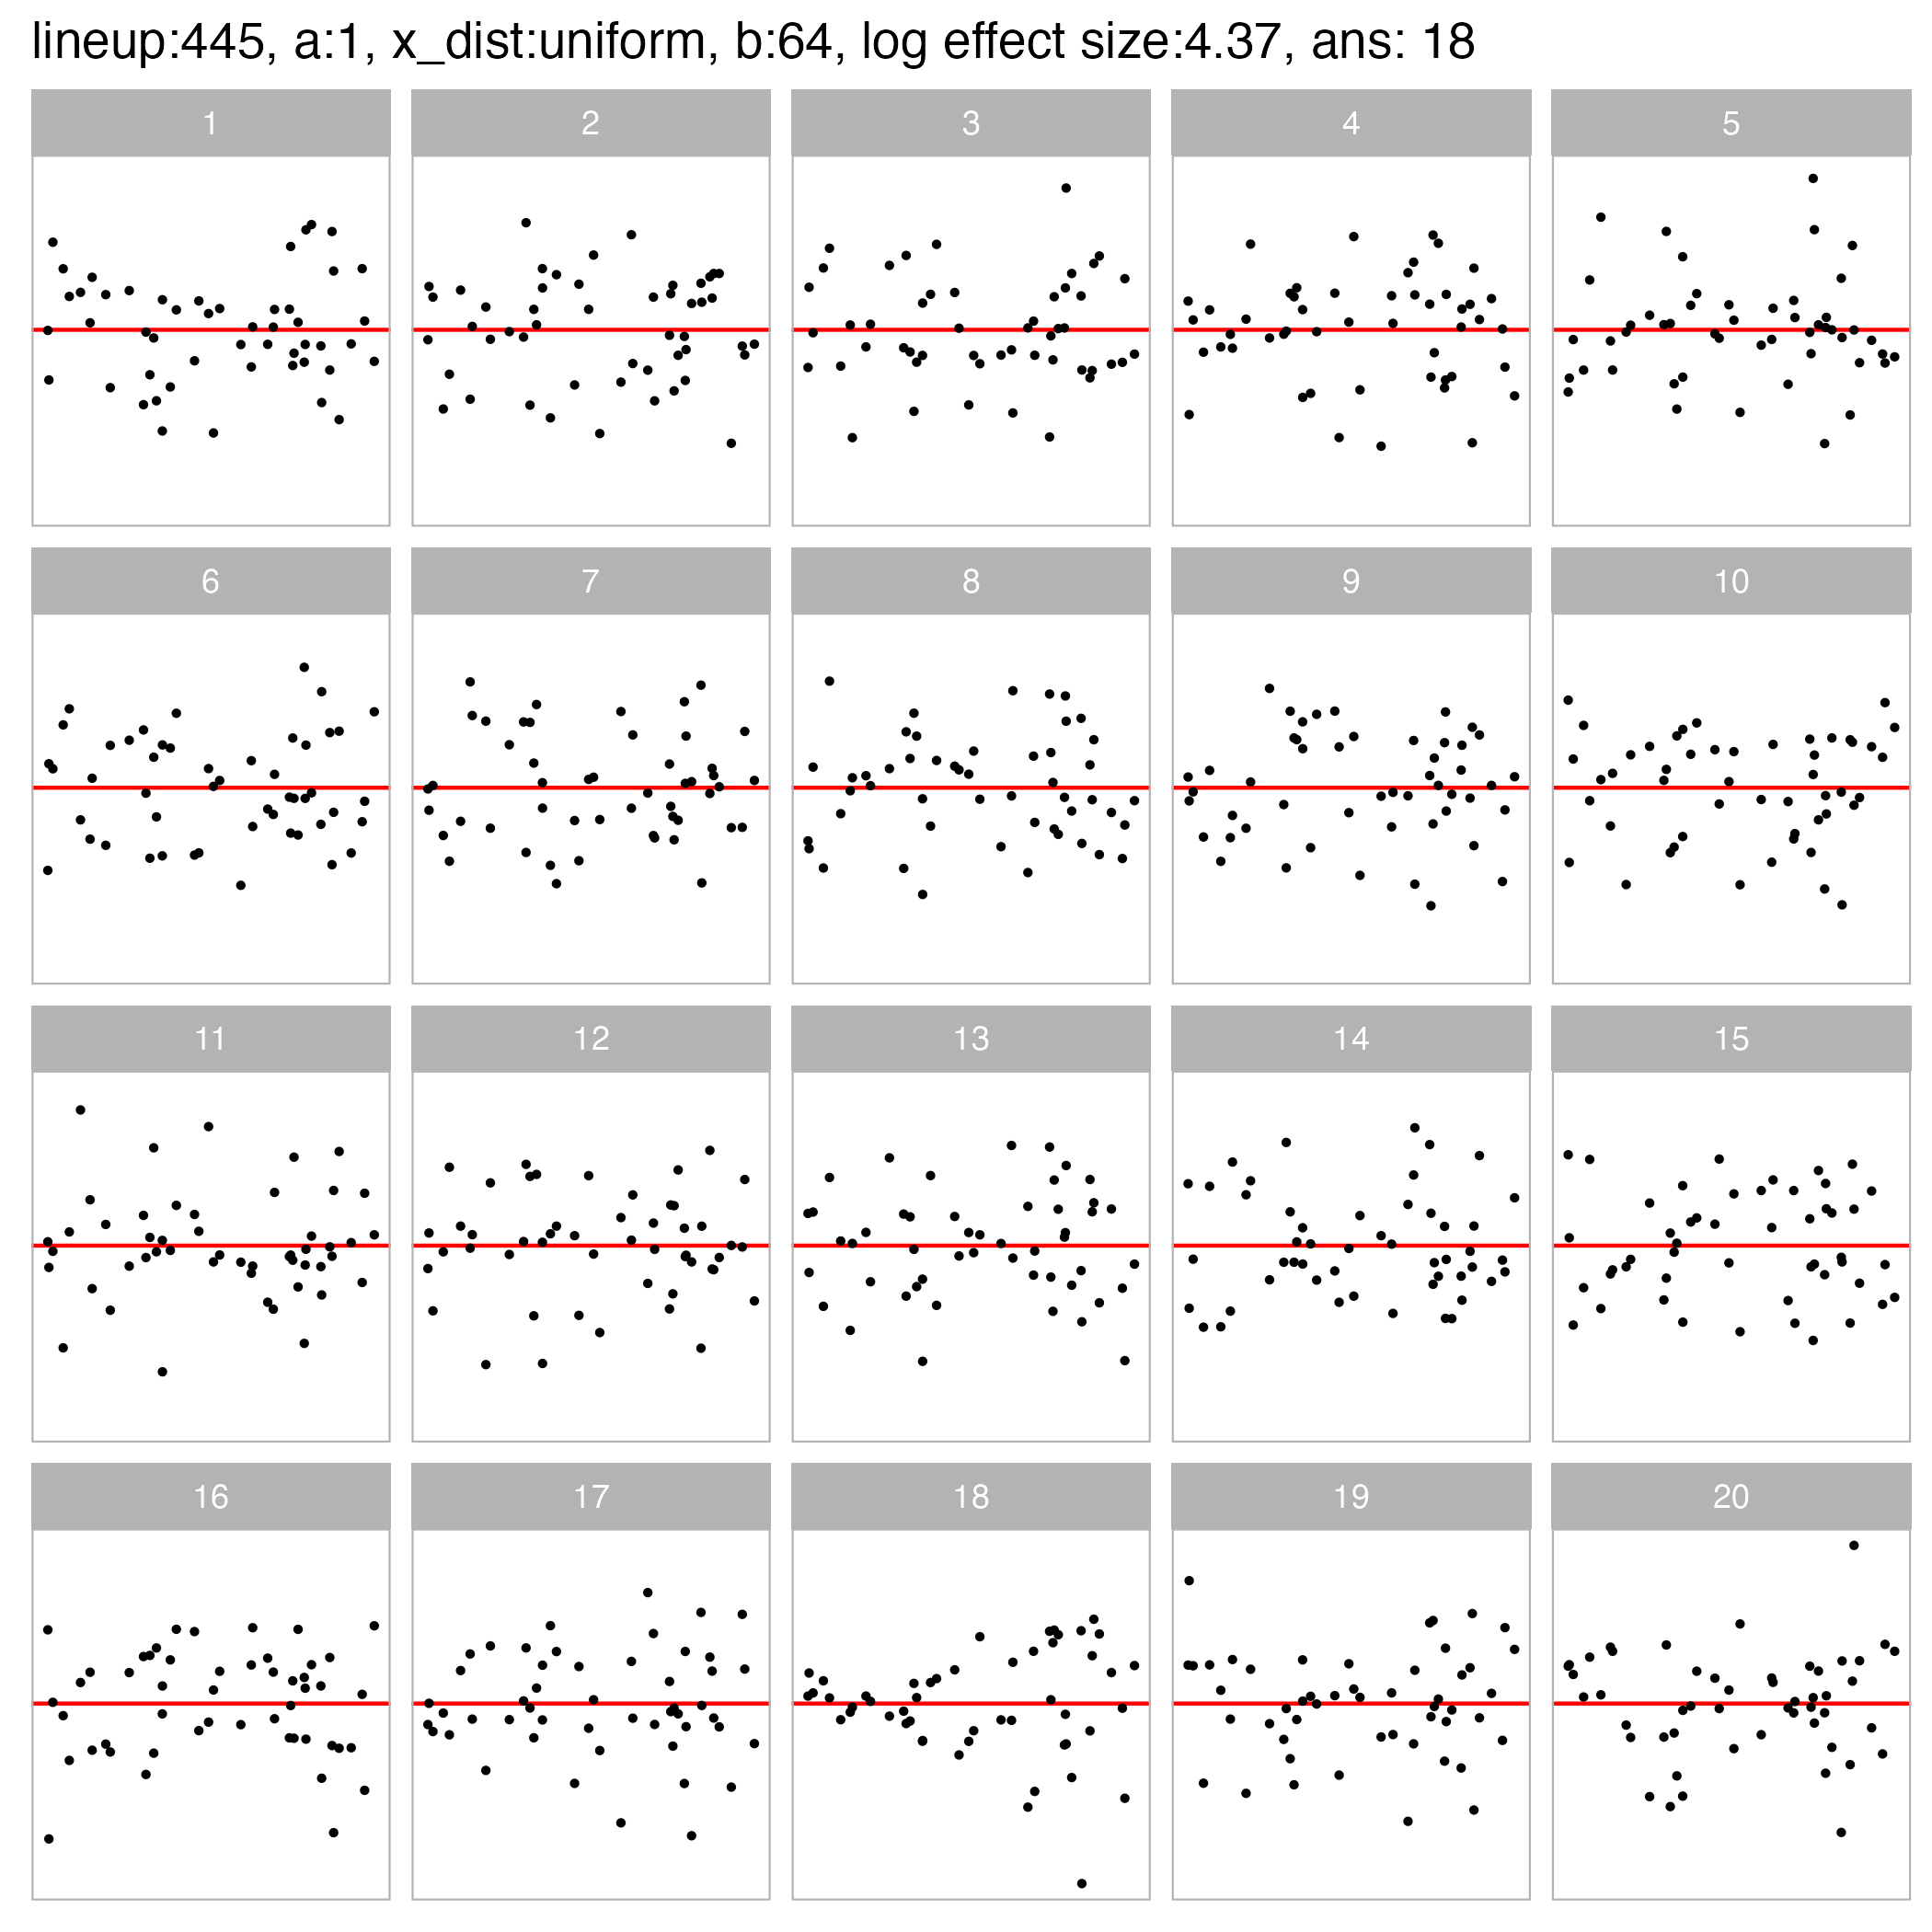 lineup:445, a:1, x_dist:uniform, b:64, log effect size:4.37, ans: 18
1 2 3 4 5
6 7 8 9 10
11 12 13 14 15
16 17 18 19 20